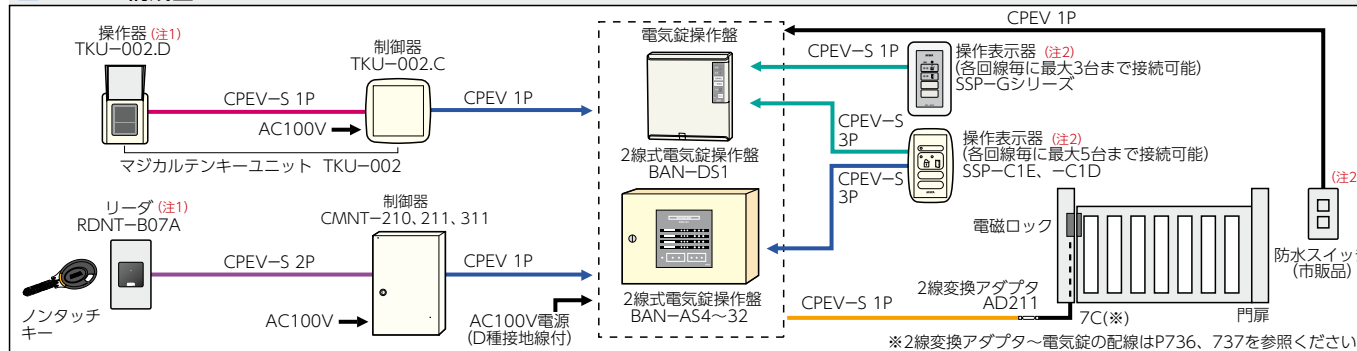 操作器 (注1)
TKU−002.D
制御器
TKU−002.C
CPEV−S 1P
CPEV 1P
AC100V
マジカルテンキーユニット TKU−002
リーダ (注1)
RDNT−B07A
制御器
CMNT−210、211、311
CPEV−S 2P
CPEV 1P
AC100V
ノンタッチ
キー
AC100V電源
(D種接地線付)
電気錠操作盤
2線式電気錠操作盤
BAN−DS1
2線式電気錠操作盤
BAN−AS4〜32
CPEV 1P
CPEV−S 1P
操作表示器 (注2)
(各回線毎に最大3台まで接続可能)
SSP−Gシリーズ
CPEV−S
3P
操作表示器 (注2)
(各回線毎に最大5台まで接続可能)
SSP−C1E、−C1D
CPEV−S
3P
CPEV−S 1P
2線変換アダプタ
AD211
電磁ロック
7C(※)
門扉
(注2
防水スイッチ
(市販品)
※2線変換アダプタ〜電気錠の配線はP736、737を参照ください